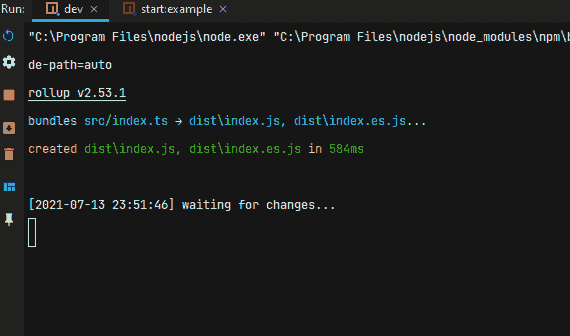 Run: dev × start:example ×
"C:\Program Files\nodejs\node.exe" "C:\Program Files\nodejs\node_modules\npm\b
de-path=auto
rollup v2.53.1
bundles src/index.ts → dist\index.js, dist\index.es.js...
created dist\index.js, dist\index.es.js in 584ms
[2021-07-13 23:51:46] waiting for changes...